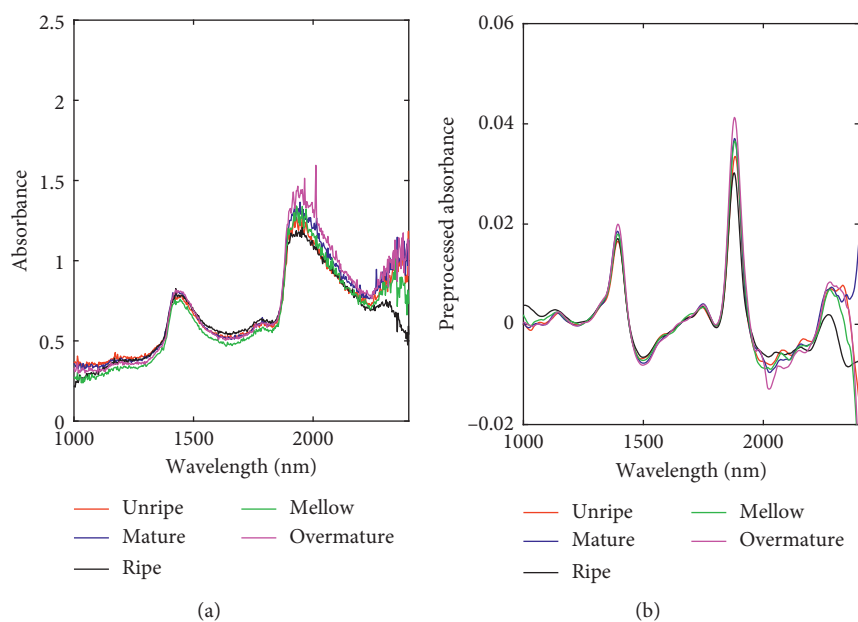 2.5
2
1.5
1
0.5
0
Absorbance
1000
1500
2000
Wavelength (nm)
Unripe
Mature
Ripe
Mellow
Overmature
(a)
0.06
0.04
0.02
0
−0.02
Preprocessed absorbance
1000
1500
2000
Wavelength (nm)
Unripe
Mature
Ripe
Mellow
Overmature
(b)